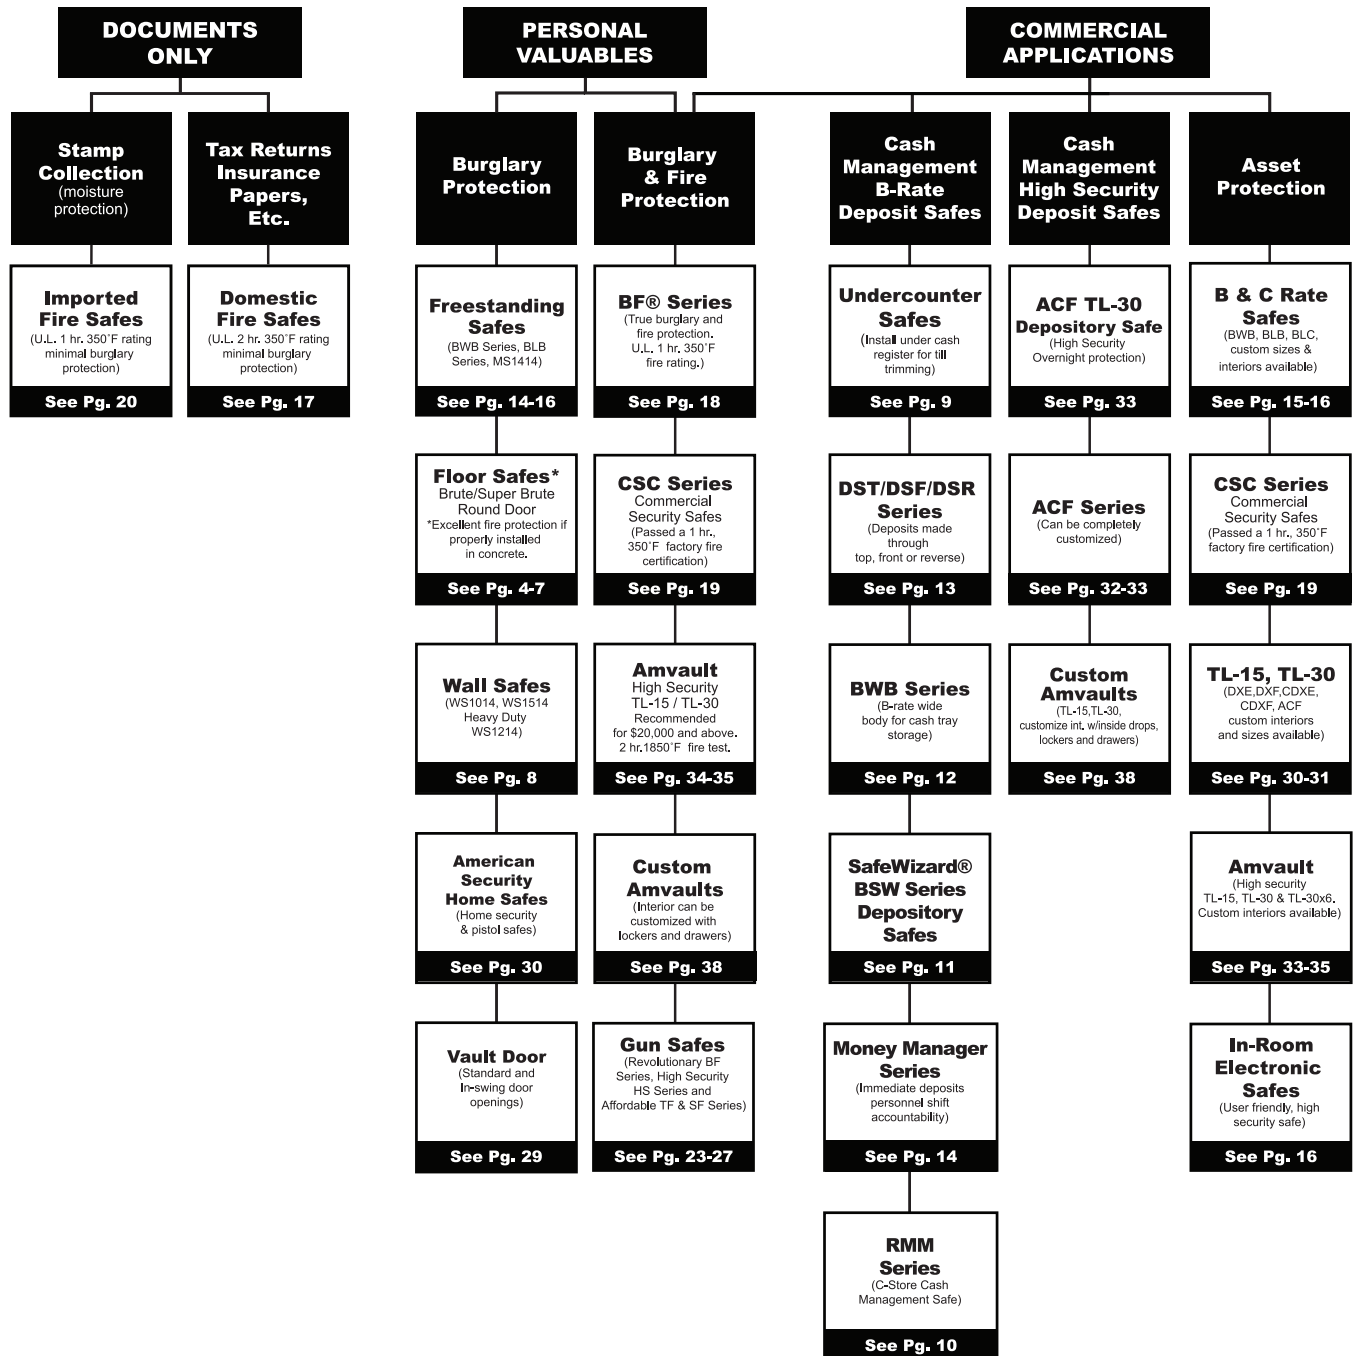 DOCUMENTS
ONLY
PERSONAL
VALUABLES
COMMERCIAL
APPLICATIONS
Stamp
Collection
(moisture
protection)
Tax Returns
Insurance
Papers,
Etc.
Burglary
Protection
Burglary
& Fire
Protection
Cash
Management
B-Rate
Deposit Safes
Cash
Management
High Security
Deposit Safes
Asset
Protection
Imported
Fire Safes
(U.L. 1 hr. 350°F rating
minimal burglary
protection)
See Pg. 20
Domestic
Fire Safes
(U.L. 2 hr. 350°F rating
minimal burglary
protection)
See Pg. 17
Freestanding
Safes
(BWB Series, BLB
Series, MS1414)
See Pg. 14-16
BF® Series
(True burglary and
fire protection.
U.L. 1 hr. 350°F
fire rating.)
See Pg. 18
Undercounter
Safes
(Install under cash
register for till
trimming)
See Pg. 9
ACF TL-30
Depository Safe
(High Security
Overnight protection)
See Pg. 33
B & C Rate
Safes
(BWB, BLB, BLC,
custom sizes &
interiors available)
See Pg. 15-16
Floor Safes*
Brute/Super Brute
Round Door
*Excellent fire protection if
properly installed
in concrete.
See Pg. 4-7
CSC Series
Commercial
Security Safes
(Passed a 1 hr.,
350°F factory fire
certification)
See Pg. 19
DST/DSF/DSR
Series
(Deposits made
through
top, front or reverse)
See Pg. 13
ACF Series
(Can be completely
customized)
See Pg. 32-33
CSC Series
Commercial
Security Safes
(Passed a 1 hr., 350°F
factory fire certification)
See Pg. 19
Wall Safes
(WS1014, WS1514
Heavy Duty
WS1214)
See Pg. 8
Amvault
High Security
TL-15 / TL-30
Recommended
for $20,000 and above.
2 hr.1850°F fire test.
See Pg. 34-35
BWB Series
(B-rate wide
body for cash tray
storage)
See Pg. 12
Custom
Amvaults
(TL-15,TL-30,
customize int. w/inside drops,
lockers and drawers)
See Pg. 38
TL-15, TL-30
(DXE,DXF,CDXE,
CDXF, ACF
custom interiors
and sizes available)
See Pg. 30-31
American
Security
Home Safes
(Home security
& pistol safes)
See Pg. 30
Custom
Amvaults
(Interior can be
customized with
lockers and drawers)
See Pg. 38
SafeWizard®
BSW Series
Depository
Safes
See Pg. 11
Amvault
(High security
TL-15, TL-30 & TL-30x6.
Custom interiors available)
See Pg. 33-35
Vault Door
(Standard and
In-swing door
openings)
See Pg. 29
Gun Safes
(Revolutionary BF
Series, High Security
HS Series and
Affordable TF & SF Series)
See Pg. 23-27
Money Manager
Series
(Immediate deposits
personnel shift
accountability)
See Pg. 14
In-Room
Electronic
Safes
(User friendly, high
security safe)
See Pg. 16
RMM
Series
(C-Store Cash
Management Safe)
See Pg. 10